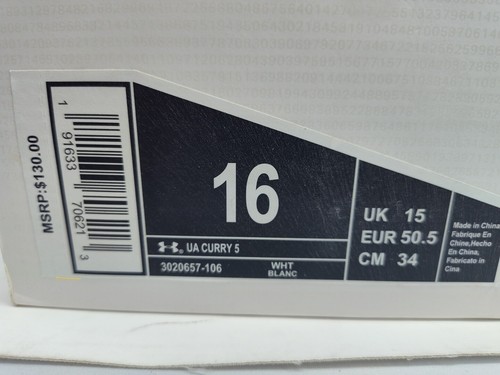 MSRP:$130.00
1 91633 70621 3
16
UA CURRY 5
3020657-106
WHT
BLANC
UK 15
EUR 50.5
CM 34
Made in China
Fabrique En
Chine,Hecho
En China,
Fabricato in
Cina